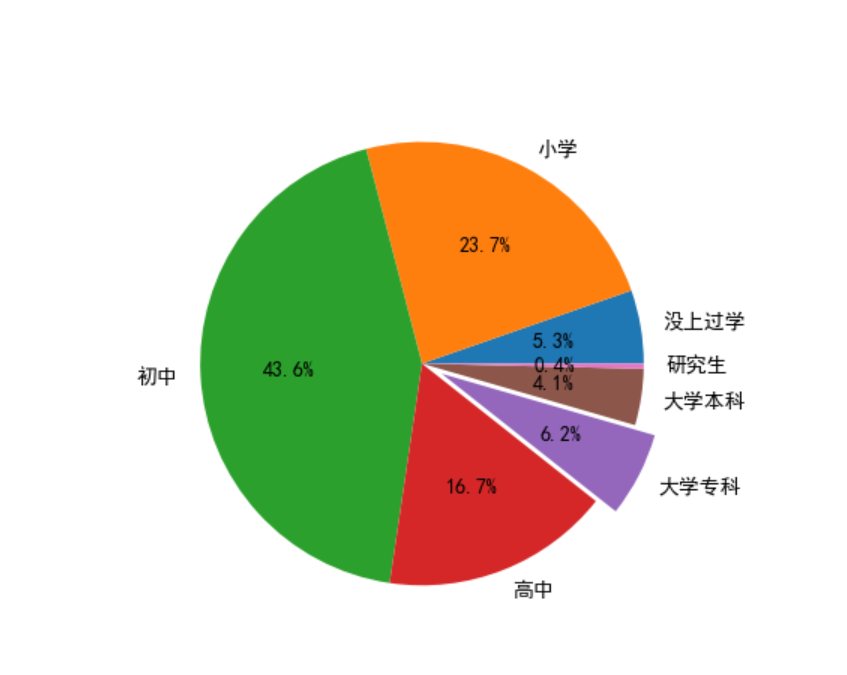 小学
23.7%
没上过学
5.3%
研究生
0.4%
初中
43.6%
4.1%
大学本科
6.2%
大学专科
16.7%
高中